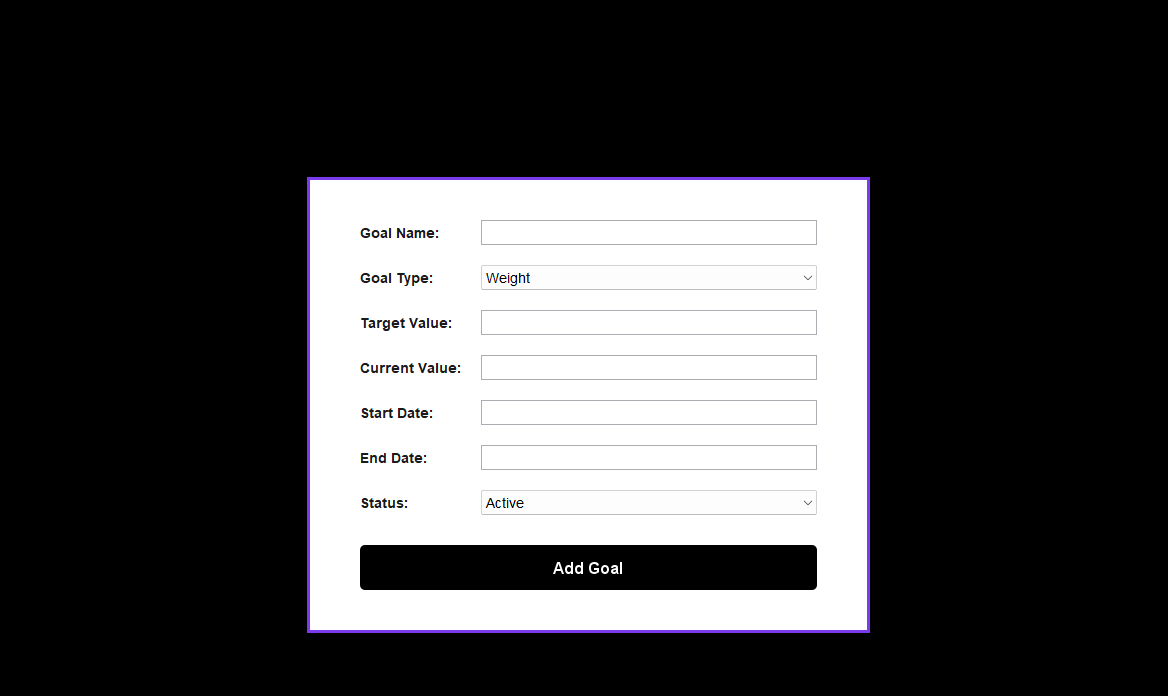 Goal Name:
Goal Type: Weight
Target Value:
Current Value:
Start Date:
End Date:
Status: Active
Add Goal